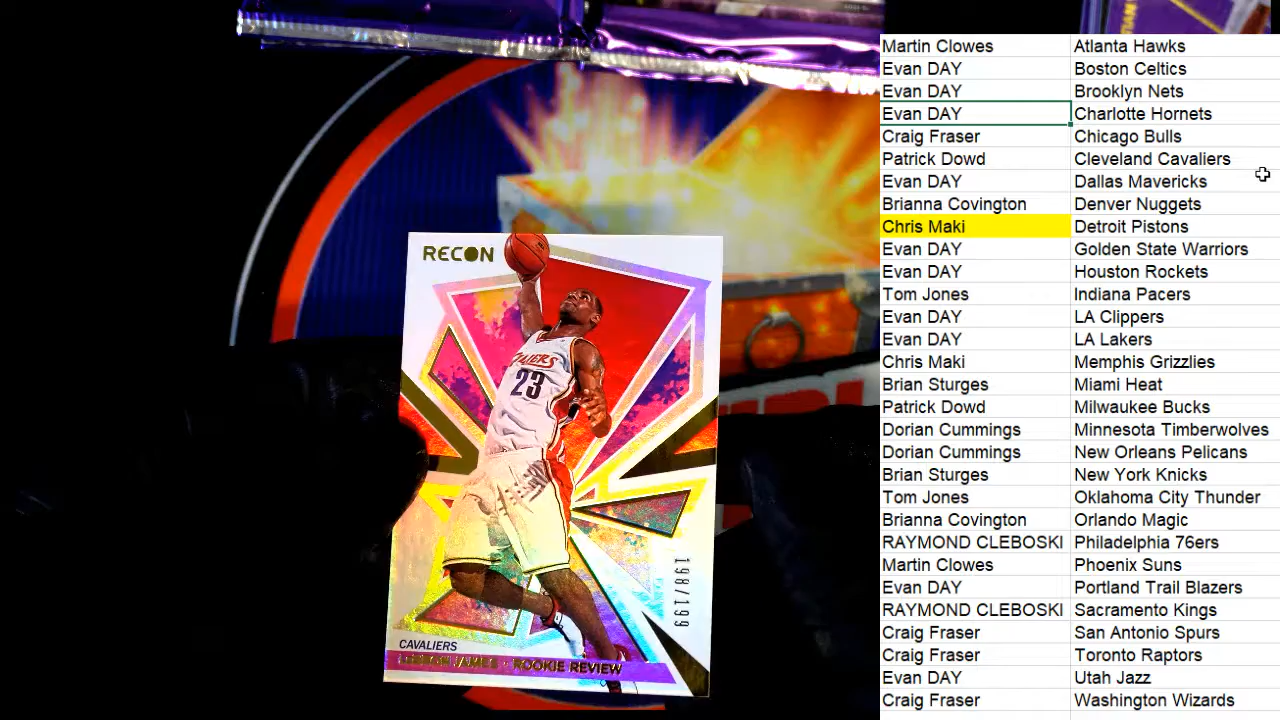 Martin Clowes Atlanta Hawks
Evan DAY Boston Celtics
Evan DAY Brooklyn Nets
Evan DAY Charlotte Hornets
Craig Fraser Chicago Bulls
Patrick Dowd Cleveland Cavaliers
Evan DAY Dallas Mavericks
Brianna Covington Denver Nuggets
Chris Maki Detroit Pistons
Evan DAY Golden State Warriors
Evan DAY Houston Rockets
Tom Jones Indiana Pacers
Evan DAY LA Clippers
Evan DAY LA Lakers
Chris Maki Memphis Grizzlies
Brian Sturges Miami Heat
Patrick Dowd Milwaukee Bucks
Dorian Cummings Minnesota Timberwolves
Dorian Cummings New Orleans Pelicans
Brian Sturges New York Knicks
Tom Jones Oklahoma City Thunder
Brianna Covington Orlando Magic
RAYMOND CLEBOSKI Philadelphia 76ers
Martin Clowes Phoenix Suns
Evan DAY Portland Trail Blazers
RAYMOND CLEBOSKI Sacramento Kings
Craig Fraser San Antonio Spurs
Craig Fraser Toronto Raptors
Evan DAY Utah Jazz
Craig Fraser Washington Wizards
RECON
23
198/199
CAVALIERS
LEBRON JAMES - ROOKIE REVIEW